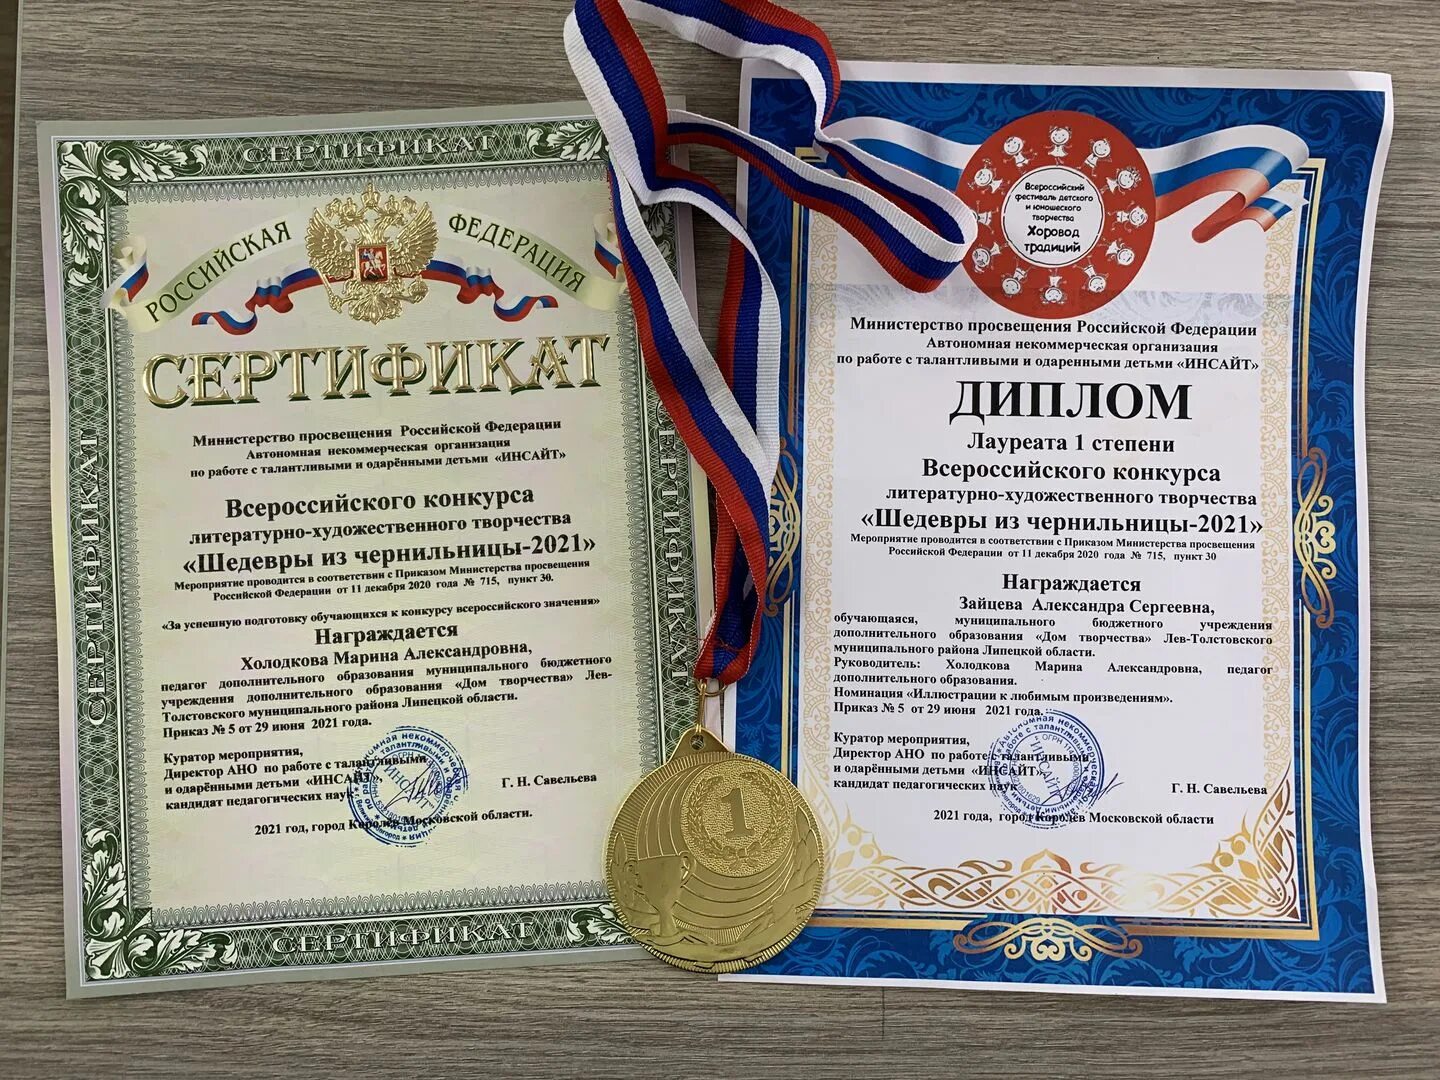 СЕРТИФИКАТ
СЕРТИФИКАТ
СЕРТИФИКАТ
РОССИЙСКАЯ ФЕДЕРАЦИЯ
СЕРТИФИКАТ
Министерство просвещения Российской Федерации
Автономная некоммерческая организация
по работе с талантливыми и одарёнными детьми «ИНСАЙТ»
Всероссийского конкурса
литературно-художественного творчества
«Шедевры из чернильницы-2021»
Мероприятие проводится в соответствии с Приказом Министерства просвещения
Российской Федерации от 11 декабря 2020 года № 715, пункт 30.
«За успешную подготовку обучающихся к конкурсу всероссийского значения»
Награждается
Холодкова Марина Александровна,
педагог дополнительного образования муниципального бюджетного
учреждения дополнительного образования «Дом творчества» Лев-
Толстовского муниципального района Липецкой области.
Приказ № 5 от 29 июня 2021 года.
Куратор мероприятия,
Директор АНО по работе с талантливыми
и одарёнными детьми «ИНСАЙТ»,
кандидат педагогических наук
Г. Н. Савельева
2021 год, город Королёв Московской области.
СЕРТИФИКАТ
1
Всероссийский
фестиваль детского
и юношеского
творчества
Хоровод
традиций
Министерство просвещения Российской Федерации
Автономная некоммерческая организация
по работе с талантливыми и одаренными детьми «ИНСАЙТ»
ДИПЛОМ
Лауреата 1 степени
Всероссийского конкурса
литературно-художественного творчества
«Шедевры из чернильницы-2021»
Мероприятие проводится в соответствии с Приказом Министерства просвещения
Российской Федерации от 11 декабря 2020 года № 715, пункт 30
Награждается
Зайцева Александра Сергеевна,
обучающаяся, муниципального бюджетного учреждения
дополнительного образования «Дом творчества» Лев-Толстовского
муниципального района Липецкой области.
Руководитель: Холодкова Марина Александровна, педагог
дополнительного образования.
Номинация «Иллюстрации к любимым произведениям».
Приказ № 5 от 29 июня 2021 года.
Куратор мероприятия,
Директор АНО по работе с талантливыми
и одарёнными детьми «ИНСАЙТ»,
кандидат педагогических наук
Г. Н. Савельева
2021 года, город Королёв Московской области